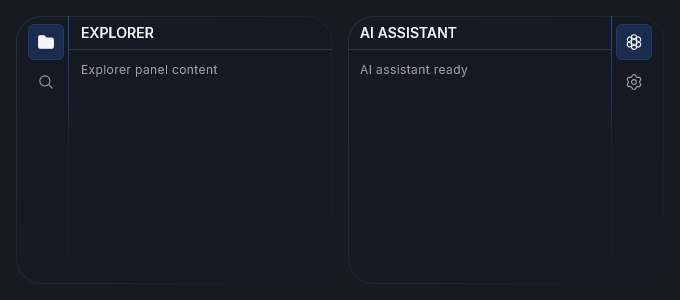 EXPLORER
Explorer panel content
AI ASSISTANT
AI assistant ready